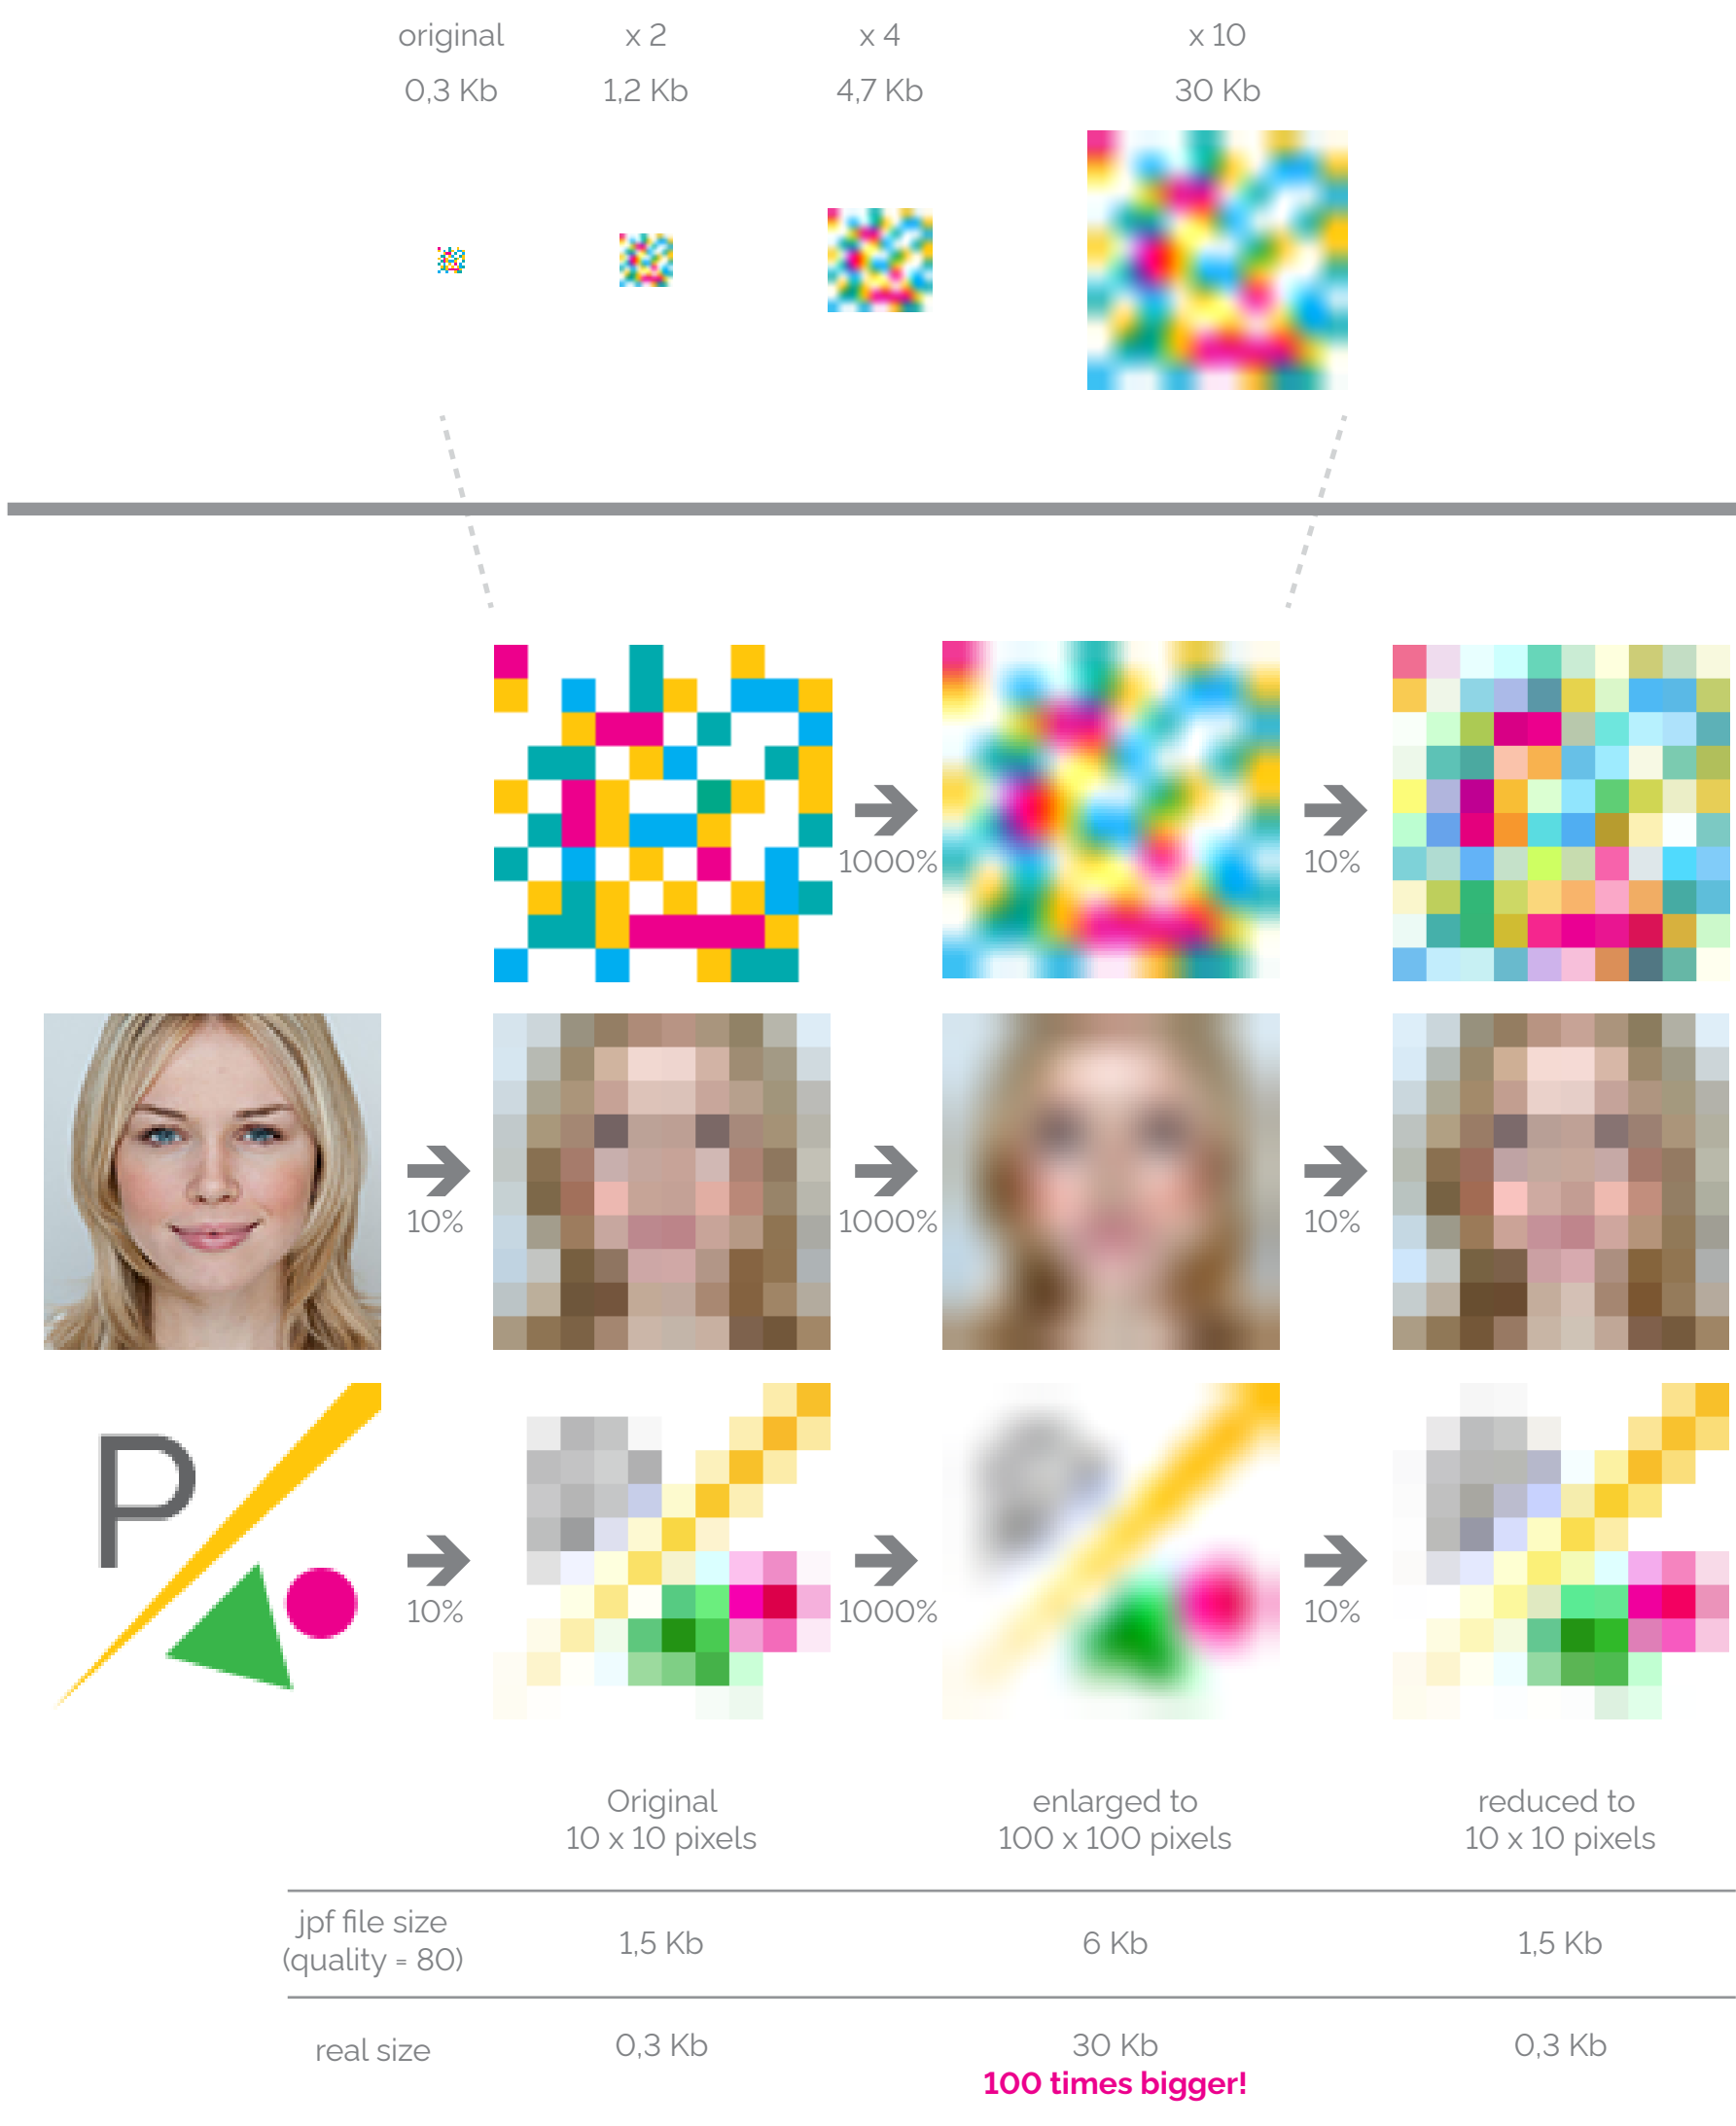 original x 2 x 4 x 10
0,3 Kb 1,2 Kb 4,7 Kb 30 Kb
1000% 10%
10% 1000% 10%
P
10% 1000% 10%
Original enlarged to reduced to
10 x 10 pixels 100 x 100 pixels 10 x 10 pixels
jpf file size
(quality = 80) 1,5 Kb 6 Kb 1,5 Kb
real size 0,3 Kb 30 Kb 0,3 Kb
100 times bigger!